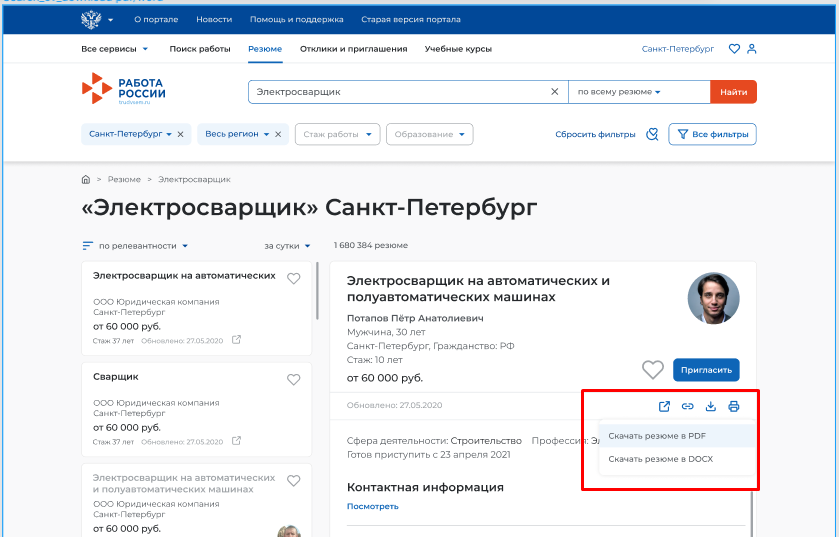 О портале Новости Помощь и поддержка Старая версия портала
Все сервисы Поиск работы Резюме Отклики и приглашения Учебные курсы Санкт-Петербург
РАБОТА
РОССИИ
trudvsem.ru
Электросварщик по всему резюме Найти
Санкт-Петербург Весь регион Стаж работы Образование Сбросить фильтры Все фильтры
> Резюме > Электросварщик
«Электросварщик» Санкт-Петербург
по релевантности за сутки 1 680 384 резюме
Электросварщик на автоматических
ООО Юридическая компания
Санкт-Петербург
от 60 000 руб.
Стаж 37 лет Обновлено: 27.05.2020
Сварщик
ООО Юридическая компания
Санкт-Петербург
от 60 000 руб.
Стаж 37 лет Обновлено: 27.05.2020
Электросварщик на автоматических
и полуавтоматических машинах
ООО Юридическая компания
Санкт-Петербург
от 60 000 руб.
Электросварщик на автоматических и
полуавтоматических машинах
Потапов Пётр Анатолиевич
Мужчина, 30 лет
Санкт-Петербург, Гражданство: РФ
Стаж: 10 лет
от 60 000 руб.
Пригласить
Обновлено: 27.05.2020
Скачать резюме в PDF
Скачать резюме в DOCX
Сфера деятельности: Строительство Профессия:
Готов приступить с 23 апреля 2021
Контактная информация
Посмотреть